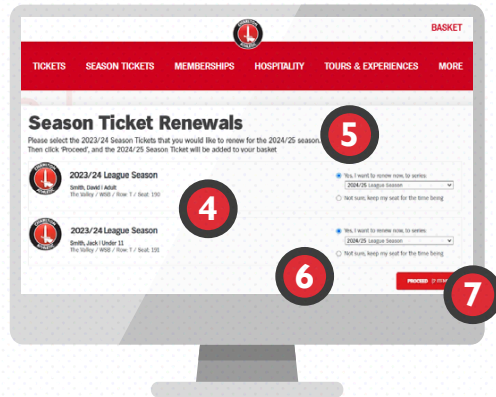 BASKET
TICKETS SEASON TICKETS MEMBERSHIPS HOSPITALITY TOURS & EXPERIENCES MORE
Season Ticket Renewals
Please select the 2023/24 Season Tickets that you would like to renew for the 2024/25 season.
Then click 'Proceed', and the 2024/25 Season Ticket will be added to your basket
5
2023/24 League Season
Smith, David | Adult
The Valley / WSB / Row: T / Seat: 190
Yes, I want to renew now, to series:
2024/25 League Season
Not sure, keep my seat for the time being
4
2023/24 League Season
Smith, Jack | Under 11
The Valley / WSB / Row: T / Seat: 191
Yes, I want to renew now, to series:
2024/25 League Season
Not sure, keep my seat for the time being
6
PROCEED
7